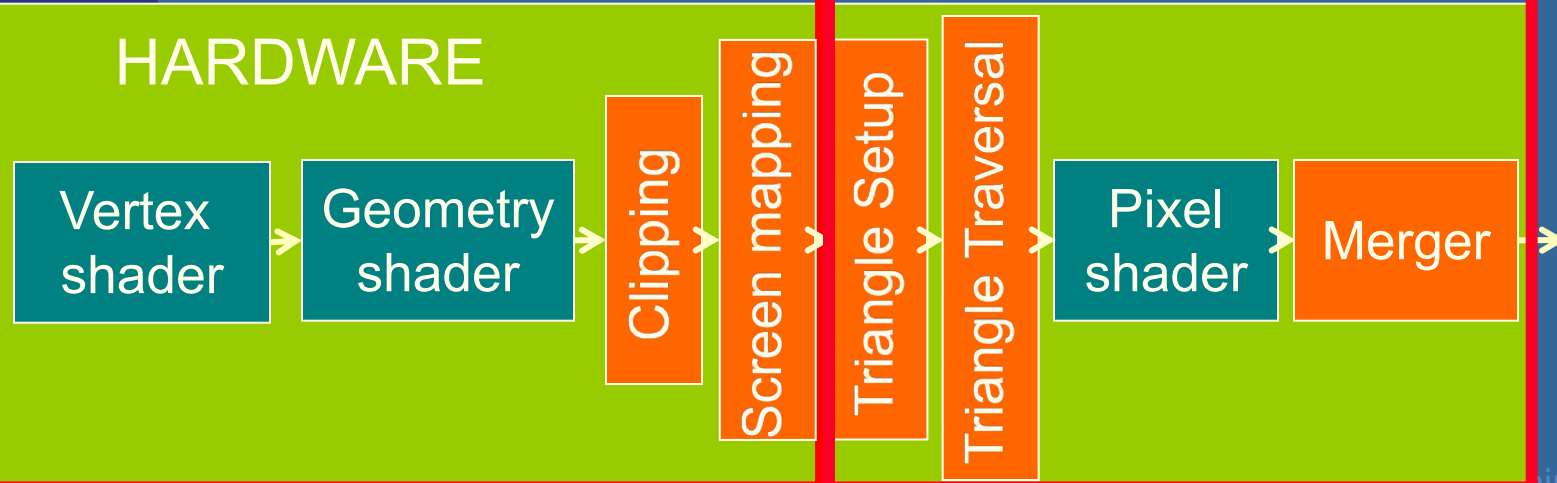 HARDWARE
Vertex
shader
Geometry
shader
Clipping
Screen mapping
Triangle Setup
Triangle Traversal
Pixel
shader
Merger